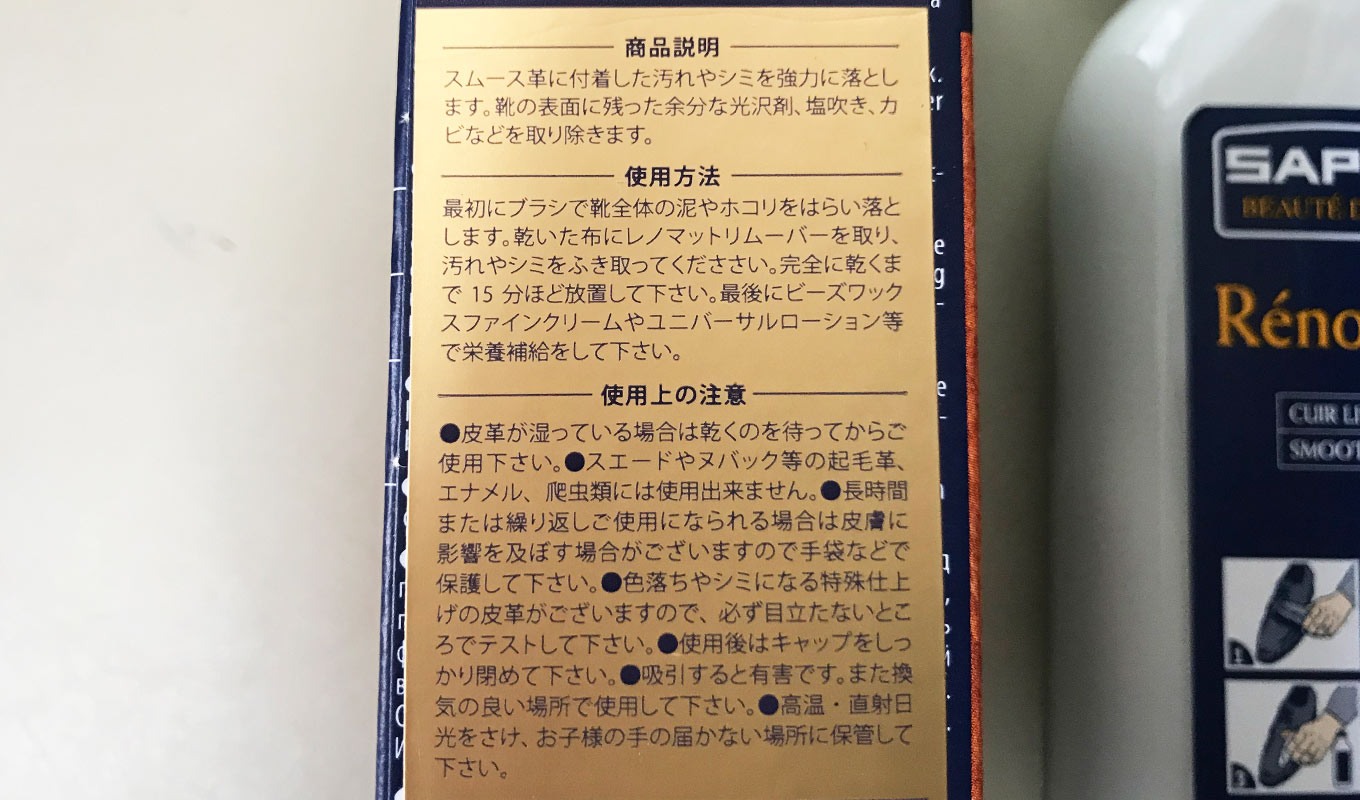 商品説明
スムース革に付着した汚れやシミを強力に落とし
ます。靴の表面に残った余分な光沢剤、塩吹き、カ
ビなどを取り除きます。
使用方法
最初にブラシで靴全体の泥やホコリをはらい落と
します。乾いた布にレノマットリムーバーを取り、
汚れやシミをふき取ってくだささい。完全に乾くま
で 15 分ほど放置して下さい。最後にビーズワック
スファインクリームやユニバーサルローション等
で栄養補給をして下さい。
使用上の注意
●皮革が湿っている場合は乾くのを待ってからご
使用下さい。●スエードやヌバック等の起毛革、
エナメル、爬虫類には使用出来ません。●長時間
または繰り返しご使用になられる場合は皮膚に
影響を及ぼす場合がございますので手袋などで
保護して下さい。●色落ちやシミになる特殊仕上
げの皮革がございますので、必ず目立たないとこ
ろでテストして下さい。●使用後はキャップをしっ
かり閉めて下さい。●吸引すると有害です。また換
気の良い場所で使用して下さい。●高温・直射日
光をさけ、お子様の手の届かない場所に保管して
下さい。
SAP
BEAUTÉ
Réno
CUIR
SMOOT
1
2